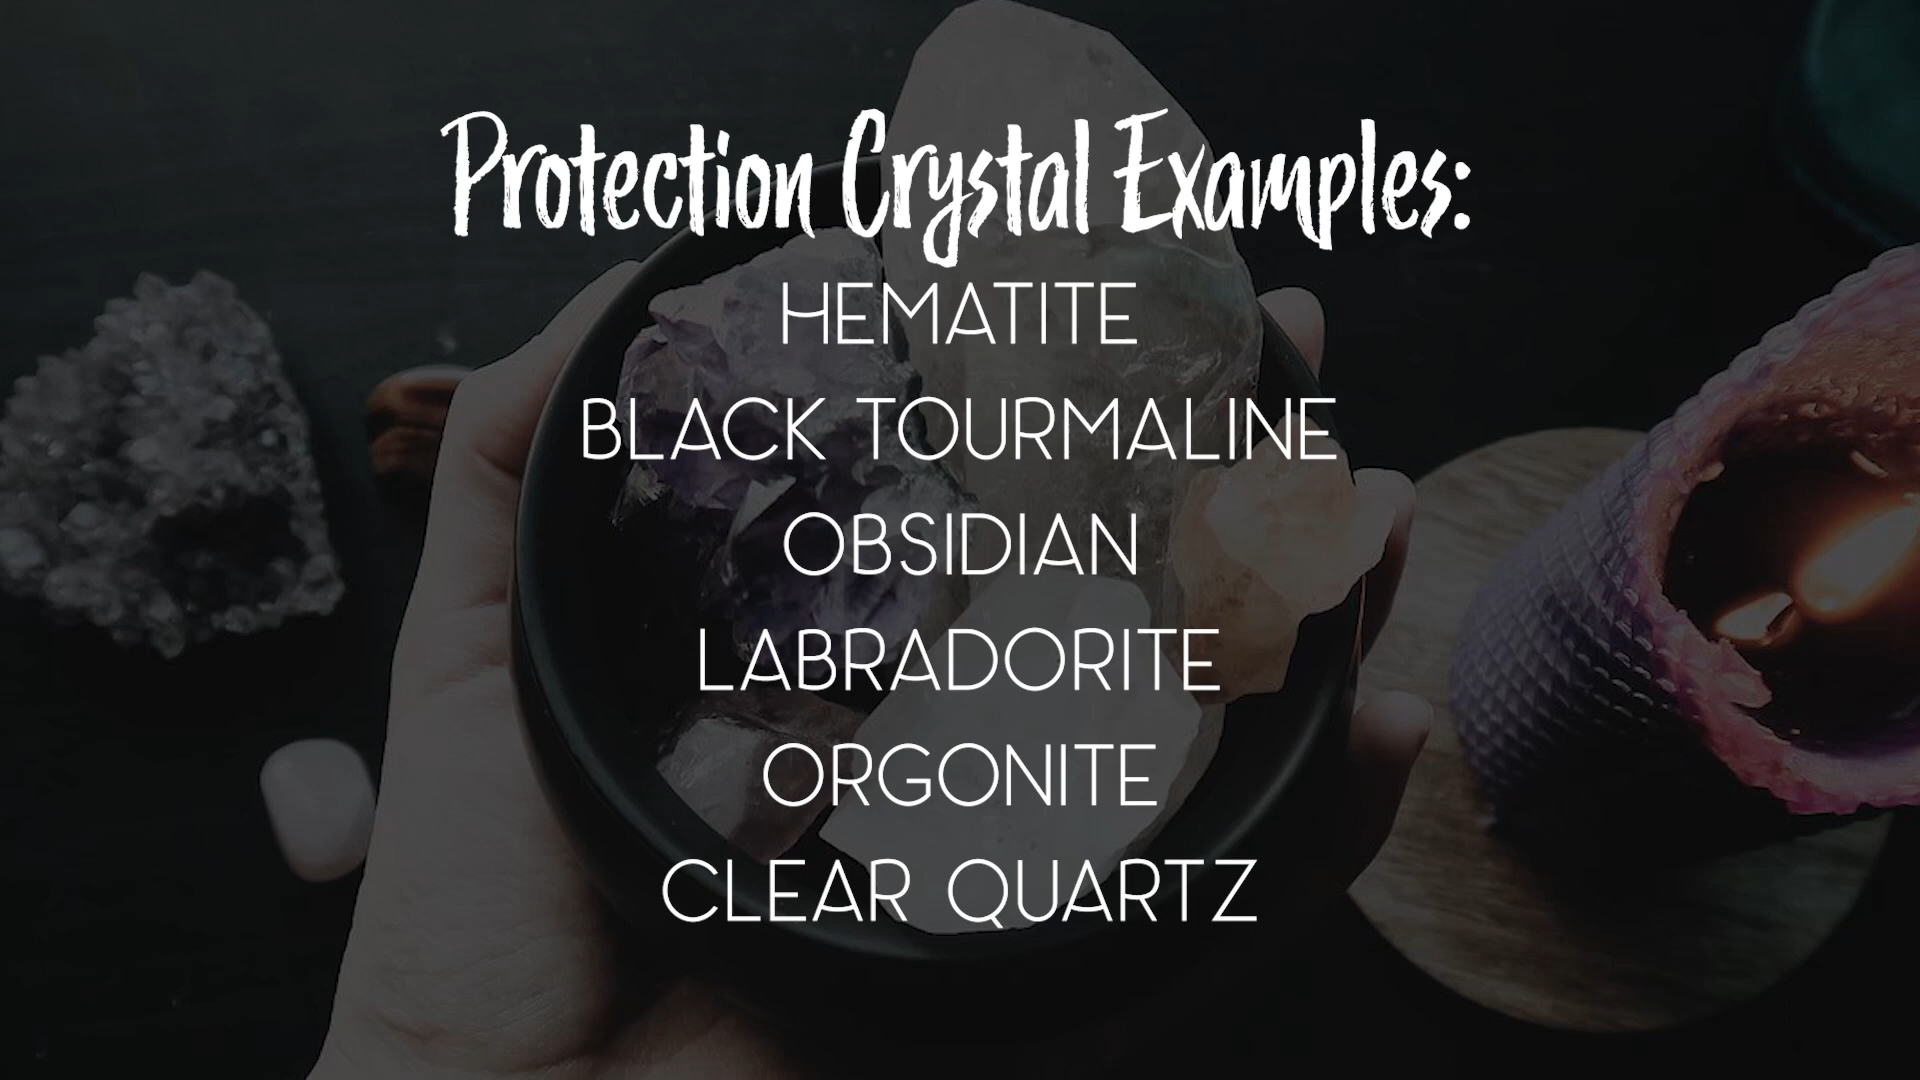 Protection Crystal Examples:
HEMATITE
BLACK TOURMALINE
OBSIDIAN
LABRADORITE
ORGONITE
CLEAR QUARTZ